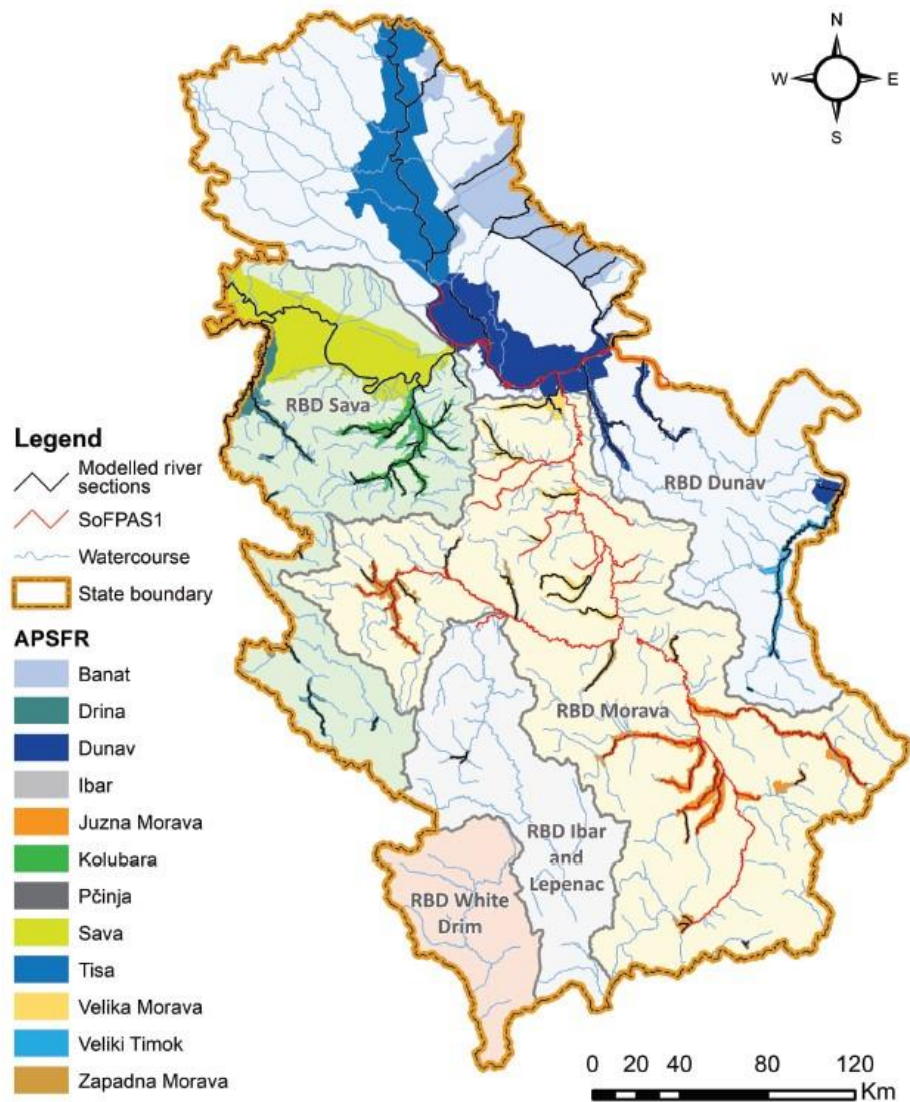 N
W
E
S
RBD Sava
RBD Dunav
Legend
Modelled river
sections
SoFPAS1
Watercourse
State boundary
APSFR
Banat
Drina
Dunav
Ibar
Juzna Morava
Kolubara
Pčinja
Sava
Tisa
Velika Morava
Veliki Timok
Zapadna Morava
RBD Morava
RBD Ibar
and
Lepenac
RBD White
Drim
0 20 40 80 120
Km